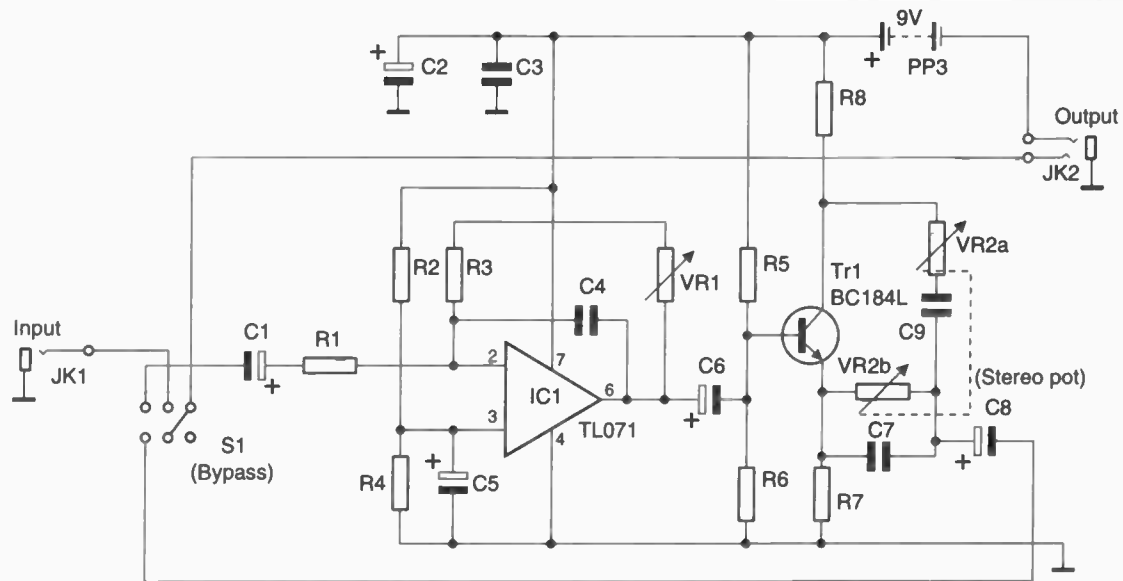 9V
+
C2
C3
+
PP3
R8
Output
JK2
R2
R3
VR1
R5
Tr1
BC184L
VR2a
C4
C9
Input
C1
R1
JK1
+
2
7
IC1
6
3
4
TL071
C6
+
VR2b
(Stereo pot)
C8
+
C7
S1
(Bypass)
R4
+
C5
R6
R7